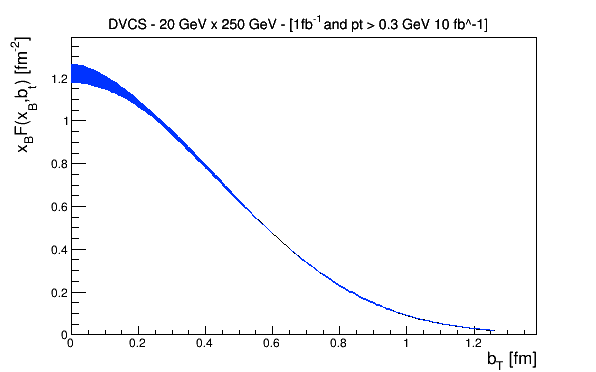 DVCS - 20 GeV x 250 GeV - [1fb⁻¹ and pt > 0.3 GeV 10 fb^-1]
x_B F(x_B,b_t) [fm⁻²]
1.2
1
0.8
0.6
0.4
0.2
0
0 0.2 0.4 0.6 0.8 1 1.2
b_T [fm]